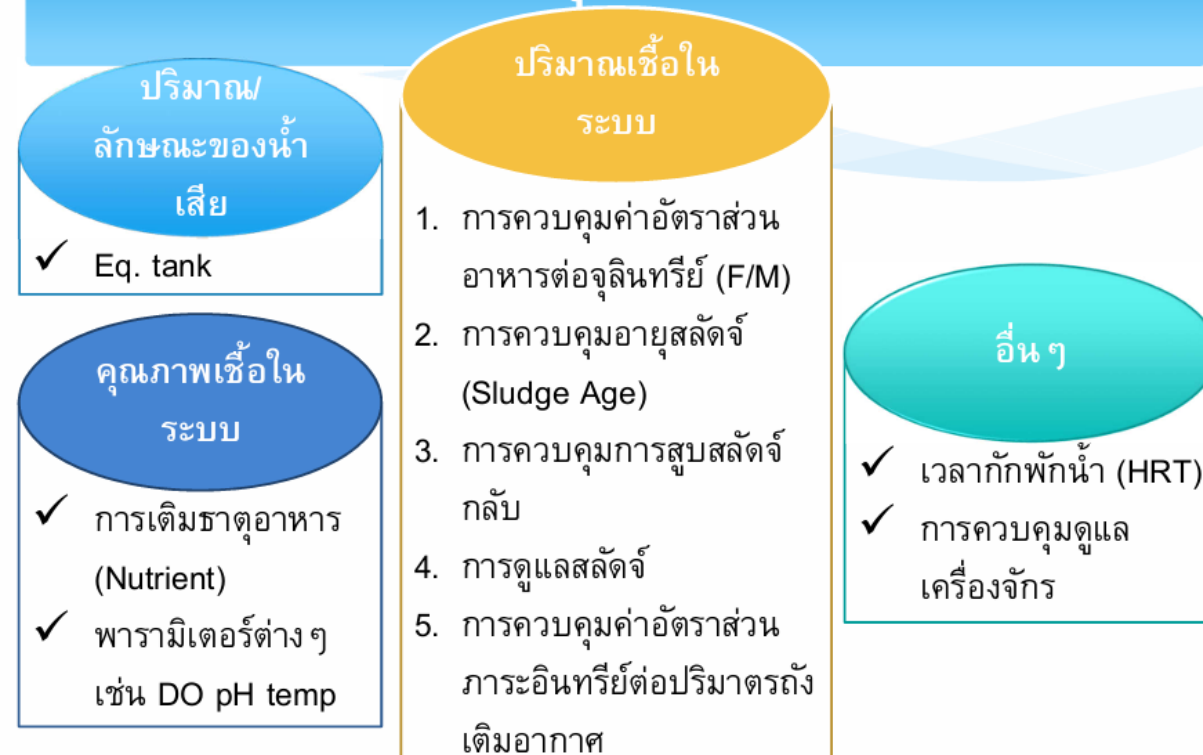 ปริมาณ/
ลักษณะของน้ำ
เสีย
✓ Eq. tank
คุณภาพเชื้อใน
ระบบ
✓ การเติมธาตุอาหาร
(Nutrient)
✓ พารามิเตอร์ต่าง ๆ
เช่น DO pH temp
ปริมาณเชื้อใน
ระบบ
1. การควบคุมค่าอัตราส่วน
อาหารต่อจุลินทรีย์ (F/M)
2. การควบคุมอายุสลัดจ์
(Sludge Age)
3. การควบคุมการสูบสลัดจ์
กลับ
4. การดูแลสลัดจ์
5. การควบคุมค่าอัตราส่วน
ภาระอินทรีย์ต่อปริมาตรถัง
เติมอากาศ
อื่น ๆ
✓ เวลากักพักน้ำ (HRT)
✓ การควบคุมดูแล
เครื่องจักร